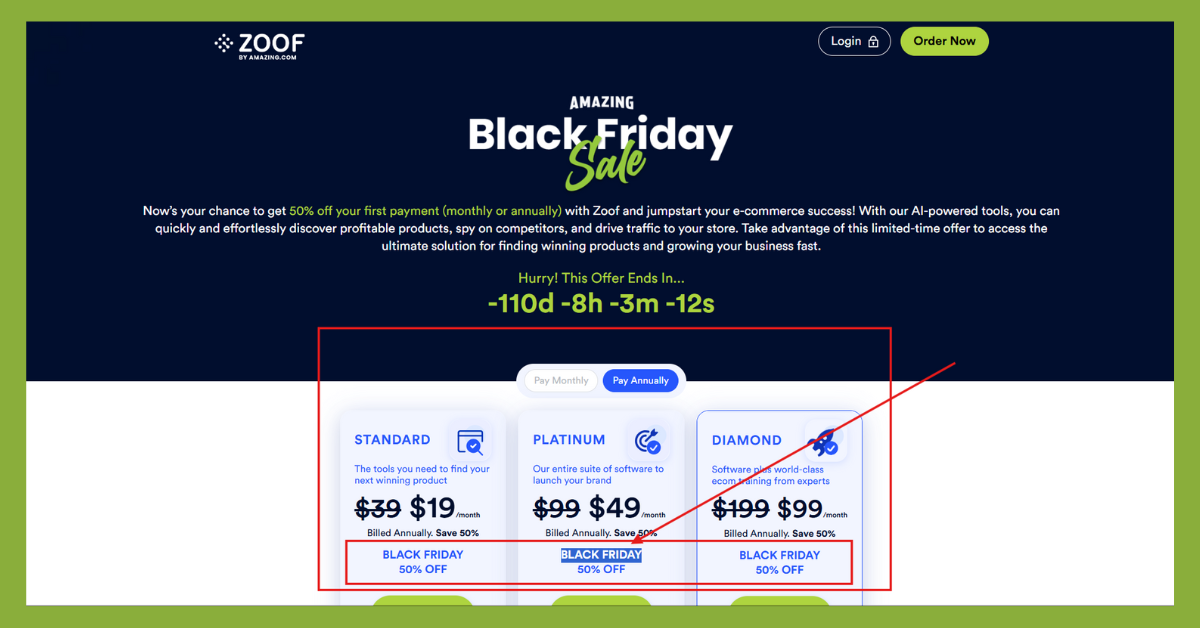 ZOOF
BY AMAZING.COM
Login
Order Now
AMAZING
Black Friday
Sale
Now's your chance to get 50% off your first payment (monthly or annually) with Zoof and jumpstart your e-commerce success! With our AI-powered tools, you can
quickly and effortlessly discover profitable products, spy on competitors, and drive traffic to your store. Take advantage of this limited-time offer to access the
ultimate solution for finding winning products and growing your business fast.
Hurry! This Offer Ends In...
-110d -8h -3m -12s
Pay Monthly
Pay Annually
STANDARD
The tools you need to find your
next winning product
$39 $19/month
Billed Annually. Save 50%
BLACK FRIDAY
50% OFF
PLATINUM
Our entire suite of software to
launch your brand
$99 $49/month
Billed Annually. Save 50%
BLACK FRIDAY
50% OFF
DIAMOND
Software plus world-class
ecom training from experts
$199 $99/month
Billed Annually. Save 50%
BLACK FRIDAY
50% OFF